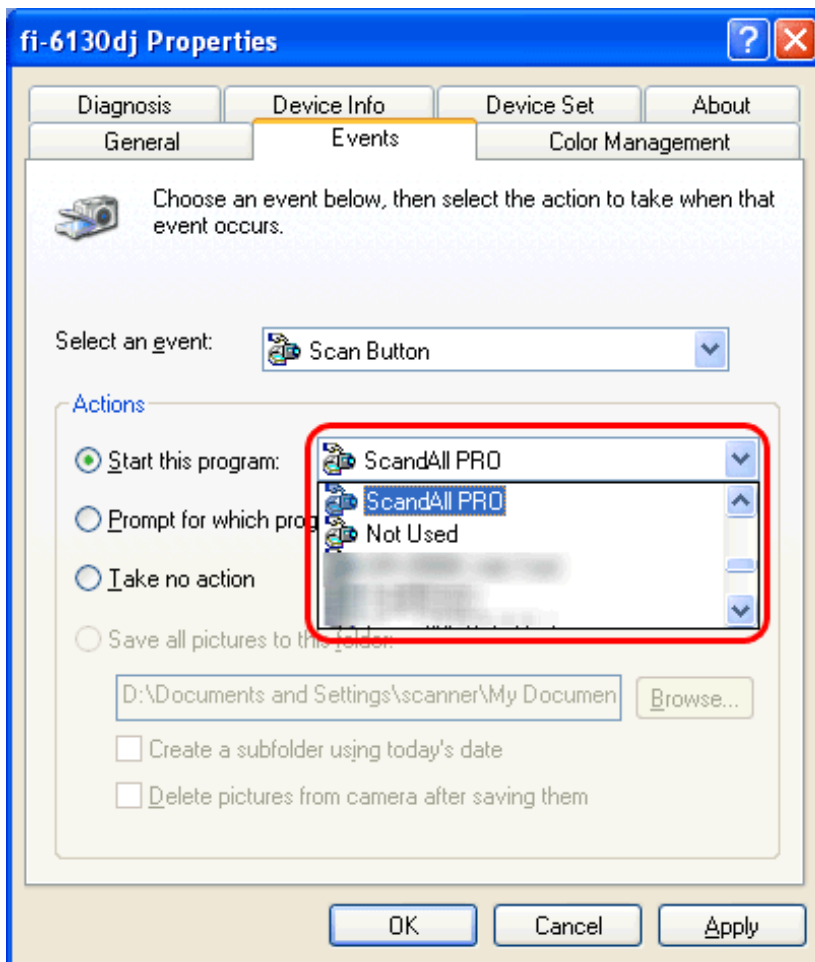 fi-6130dj Properties
Diagnosis Device Info Device Set About
General Events Color Management
Choose an event below, then select the action to take when that
event occurs.
Select an event: Scan Button
Actions
Start this program: ScandAll PRO
ScandAll PRO
Prompt for which prog
Not Used
Take no action
Save all pictures to this folder:
D:\Documents and Settings\scanner\My Documen Browse...
Create a subfolder using today's date
Delete pictures from camera after saving them
OK Cancel Apply